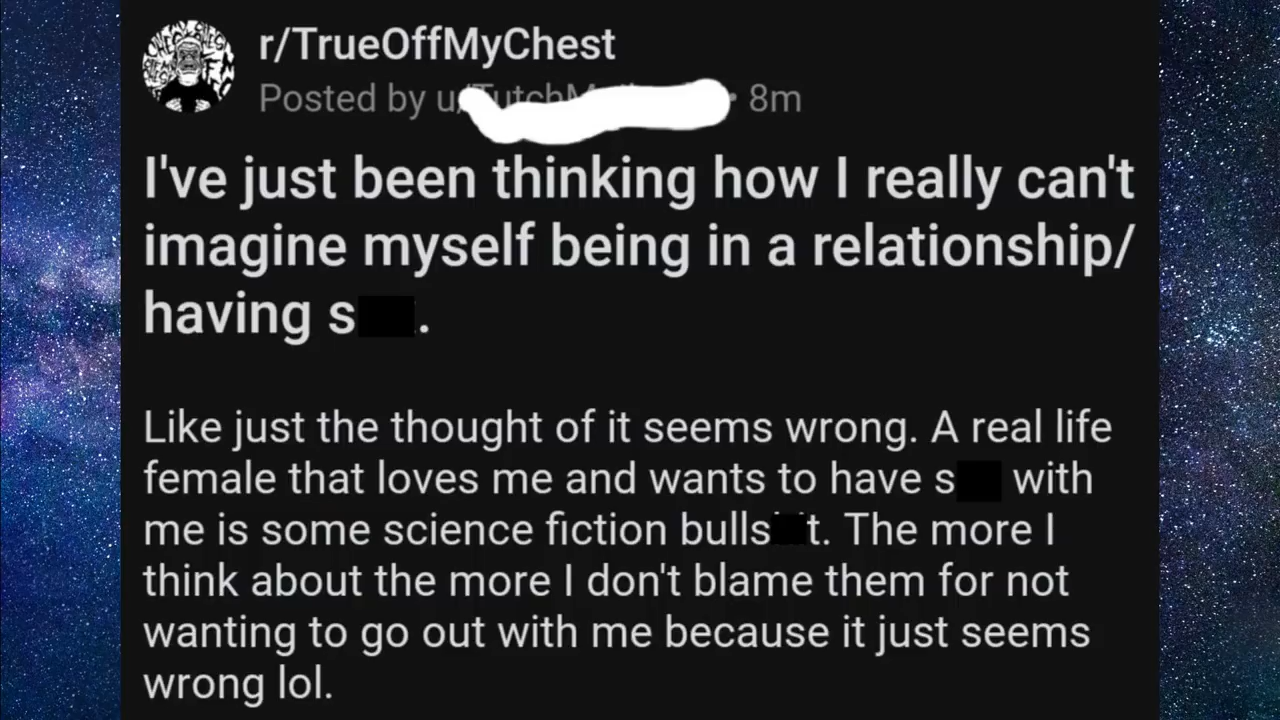 r/TrueOffMyChest
Posted by u/ • 8m
I've just been thinking how I really can't
imagine myself being in a relationship/
having s .
Like just the thought of it seems wrong. A real life
female that loves me and wants to have s with
me is some science fiction bulls t. The more I
think about the more I don't blame them for not
wanting to go out with me because it just seems
wrong lol.